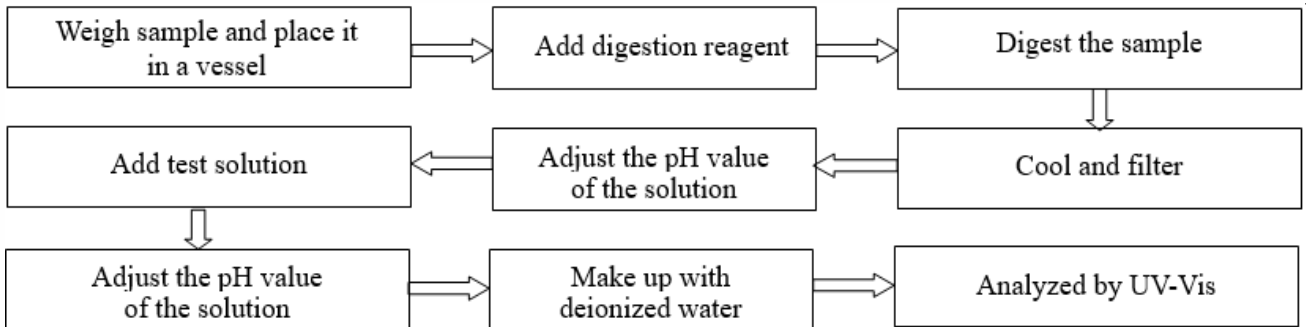 Weigh sample and place it
in a vessel
Add digestion reagent
Digest the sample
Cool and filter
Adjust the pH value
of the solution
Add test solution
Adjust the pH value
of the solution
Make up with
deionized water
Analyzed by UV-Vis